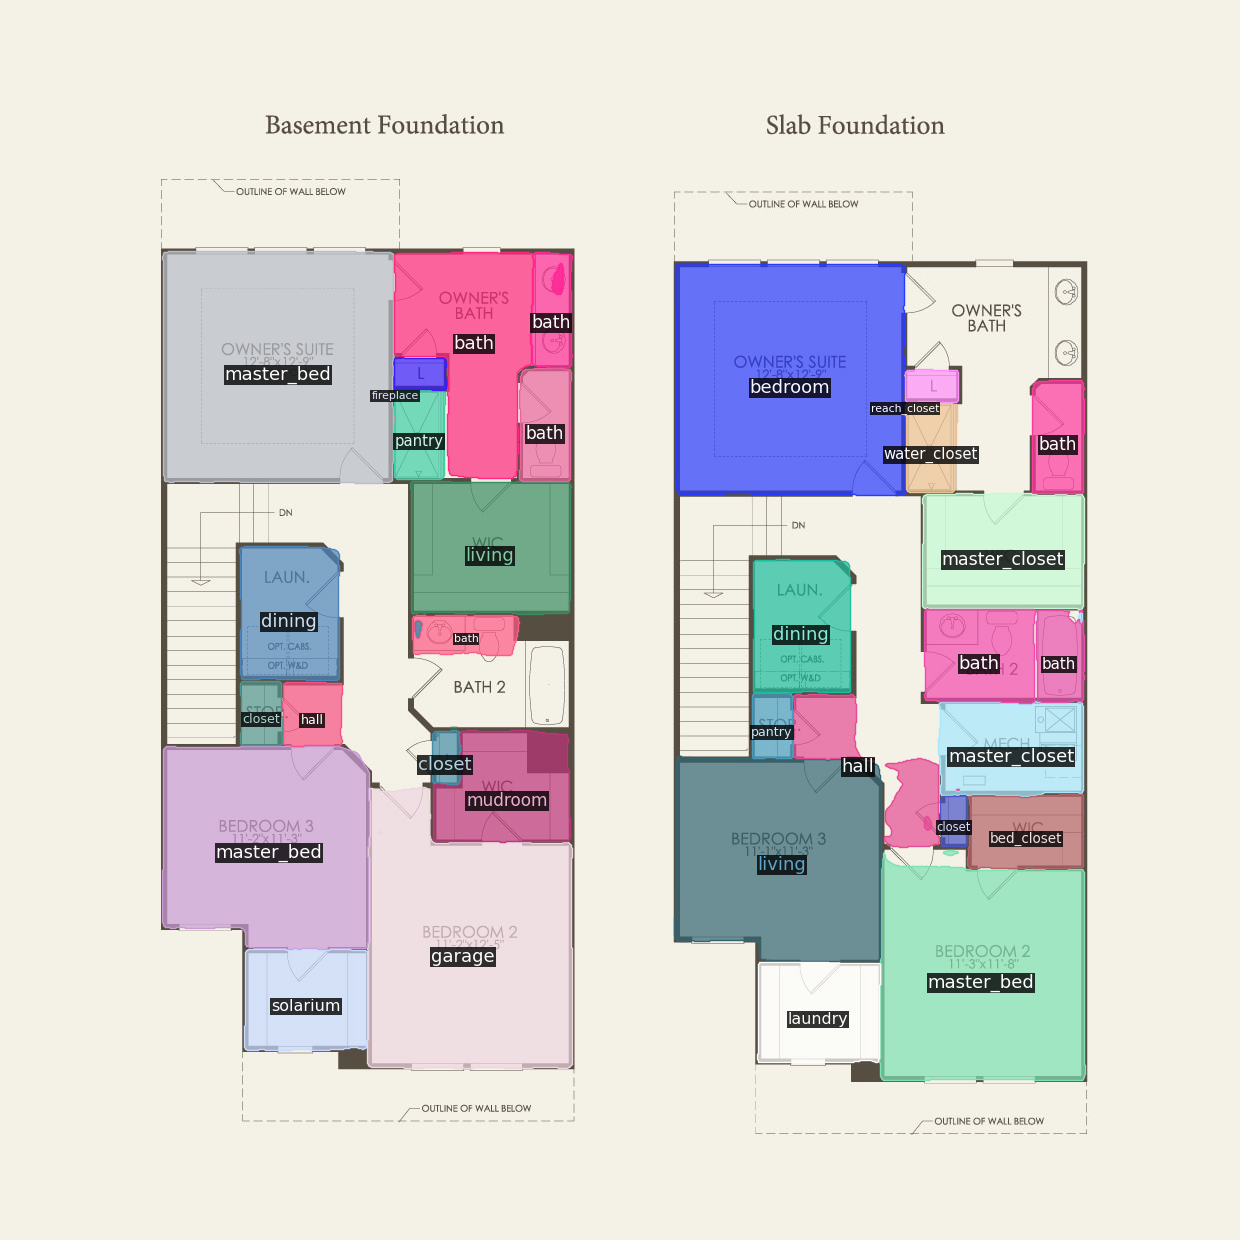 Basement Foundation
Slab Foundation
OUTLINE OF WALL BELOW
OUTLINE OF WALL BELOW
OWNER'S SUITE
12'-8"x12'-9"
master_bed
OWNER'S
BATH
bath
bath
L
fireplace
pantry
bath
DN
WIC
living
LAUN.
dining
OPT. CABS.
OPT. W&D
bath
BATH 2
STOR.
closet
hall
closet
WIC
mudroom
BEDROOM 3
11'-2"x11'-3"
master_bed
BEDROOM 2
11'-2"x12'-5"
garage
solarium
OUTLINE OF WALL BELOW
OWNER'S SUITE
12'-8"x12'-9"
bedroom
OWNER'S
BATH
L
reach_closet
water_closet
bath
DN
master_closet
LAUN.
dining
OPT. CABS.
OPT. W&D
bath
BATH 2
bath
STOR.
pantry
hall
MECH
master_closet
closet
WIC
bed_closet
BEDROOM 3
11'-1"x11'-3"
living
BEDROOM 2
11'-3"x11'-8"
master_bed
laundry
OUTLINE OF WALL BELOW